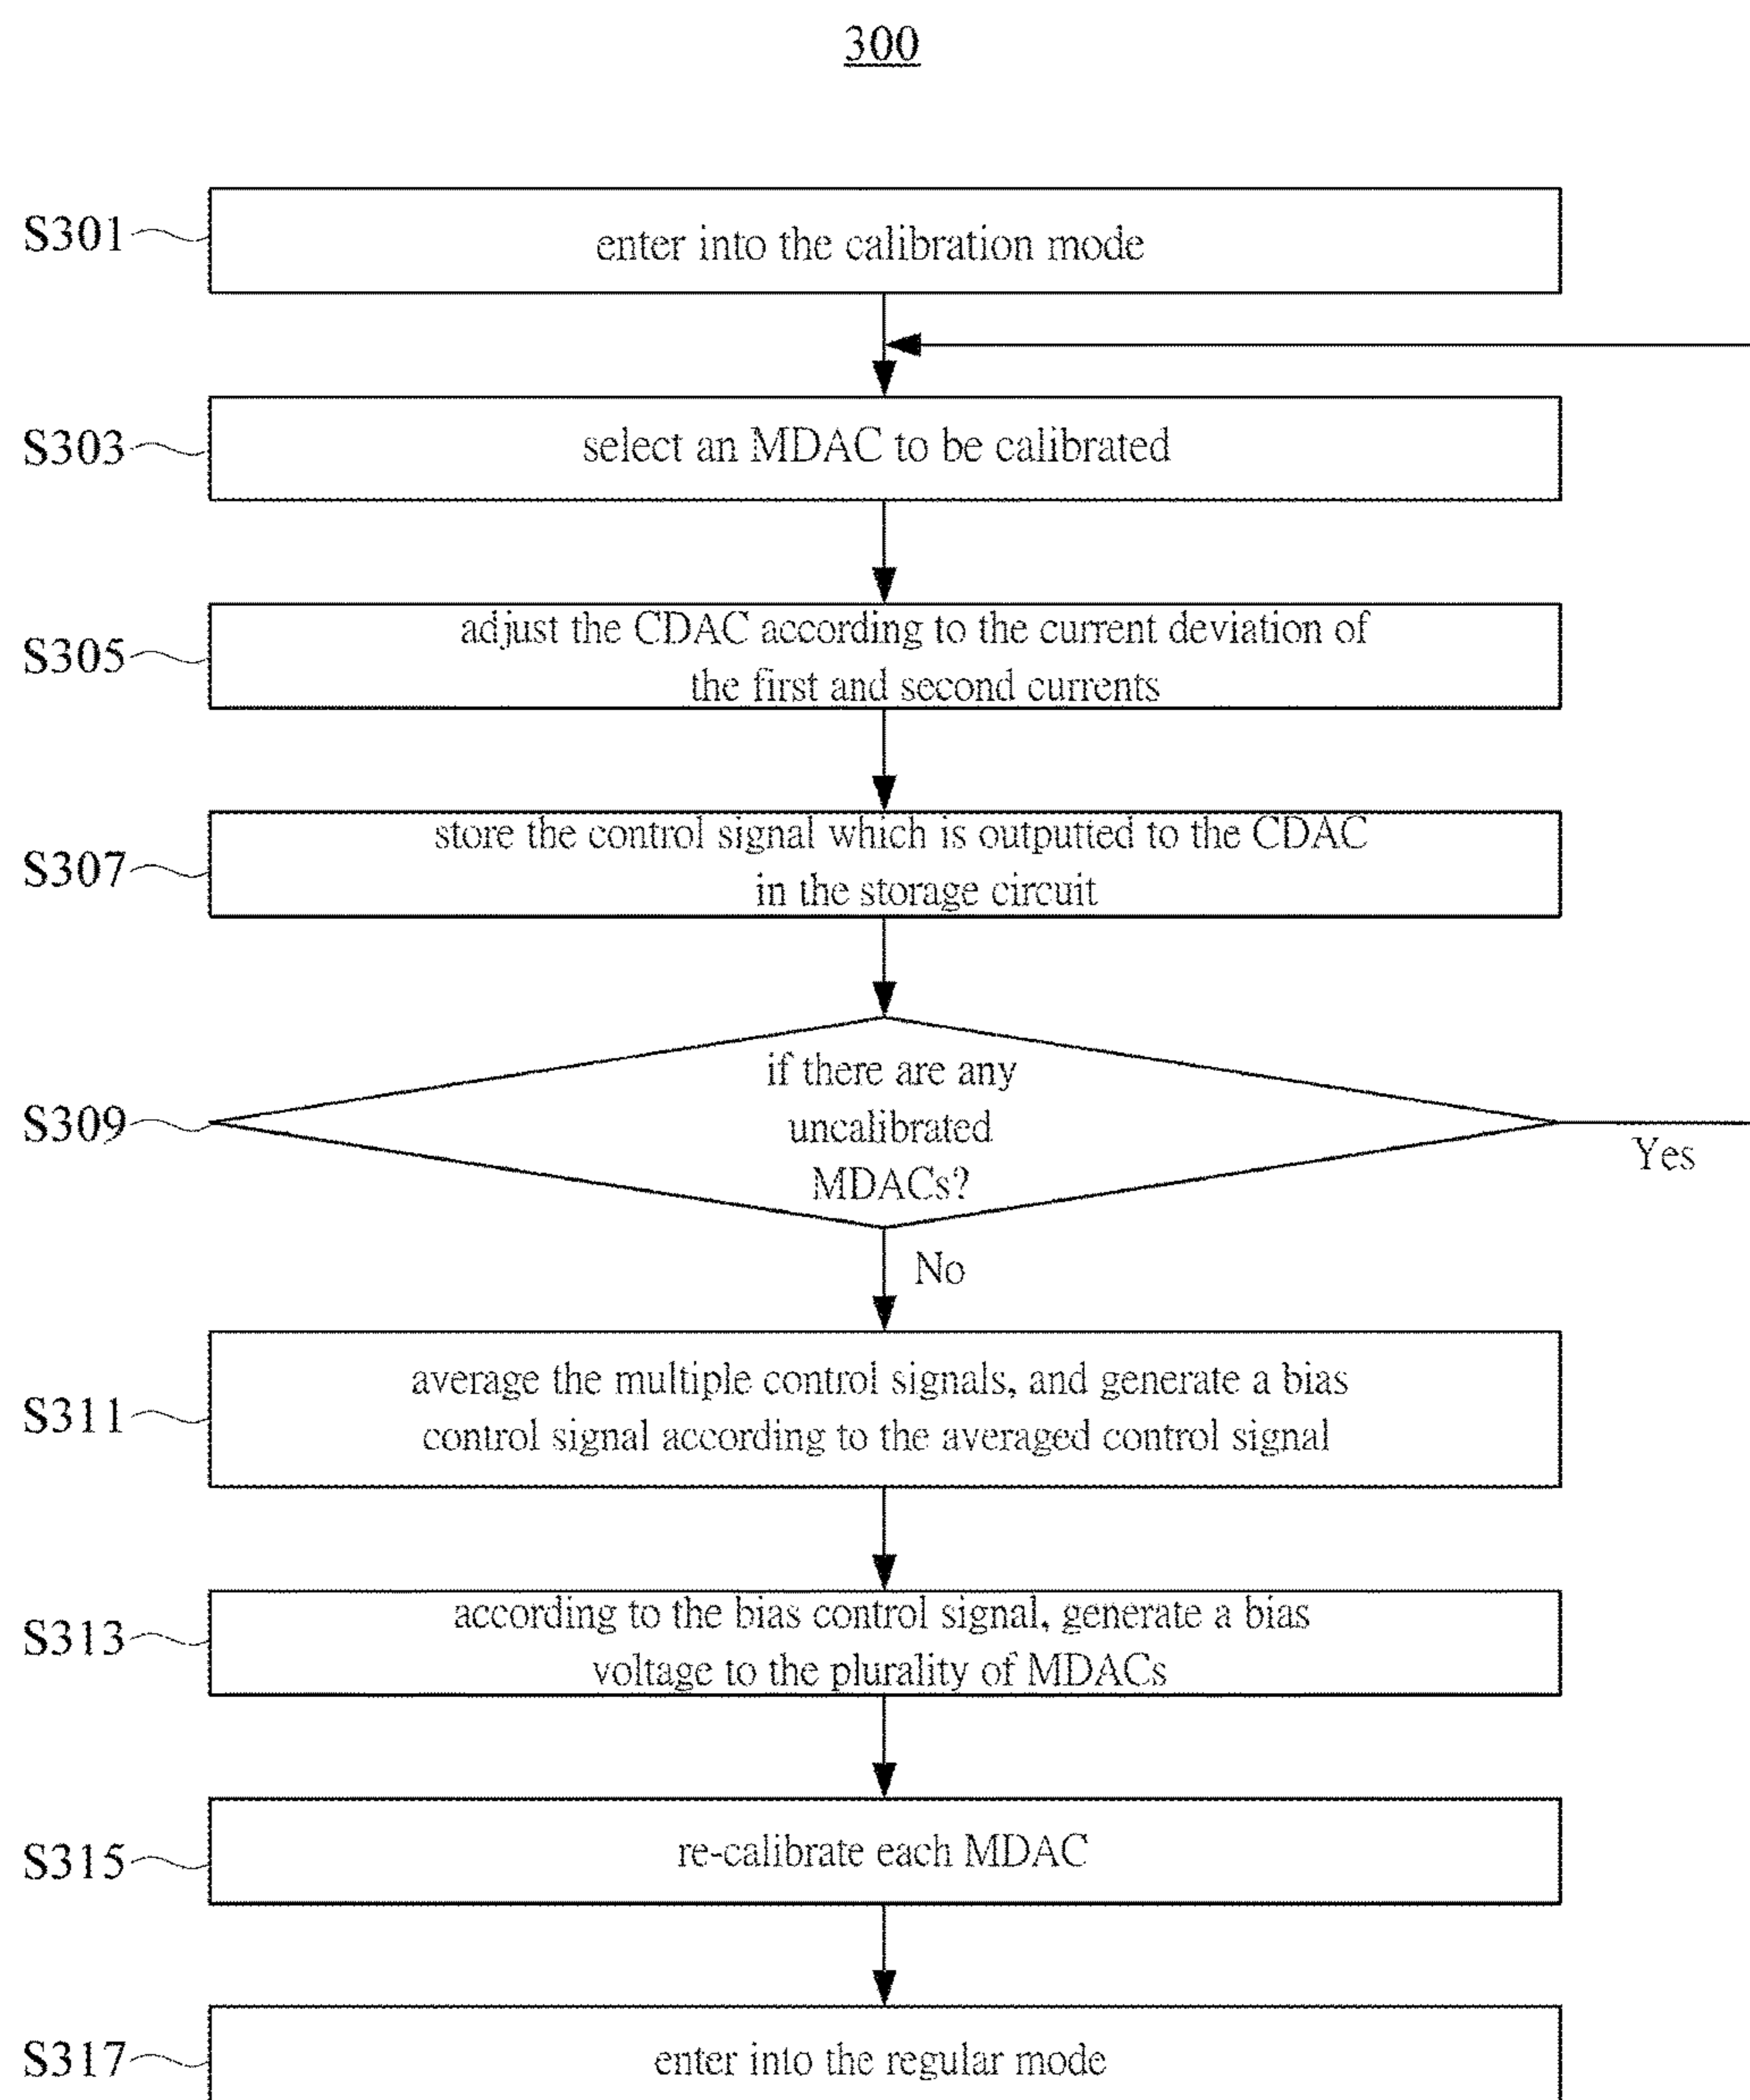 300
S301
enter into the calibration mode
S303
select an MDAC to be calibrated
S305
adjust the CDAC according to the current deviation of
the first and second currents
S307
store the control signal which is outputted to the CDAC
in the storage circuit
S309
if there are any
uncalibrated
MDACs?
Yes
No
S311
average the multiple control signals, and generate a bias
control signal according to the averaged control signal
S313
according to the bias control signal, generate a bias
voltage to the plurality of MDACs
S315
re-calibrate each MDAC
S317
enter into the regular mode